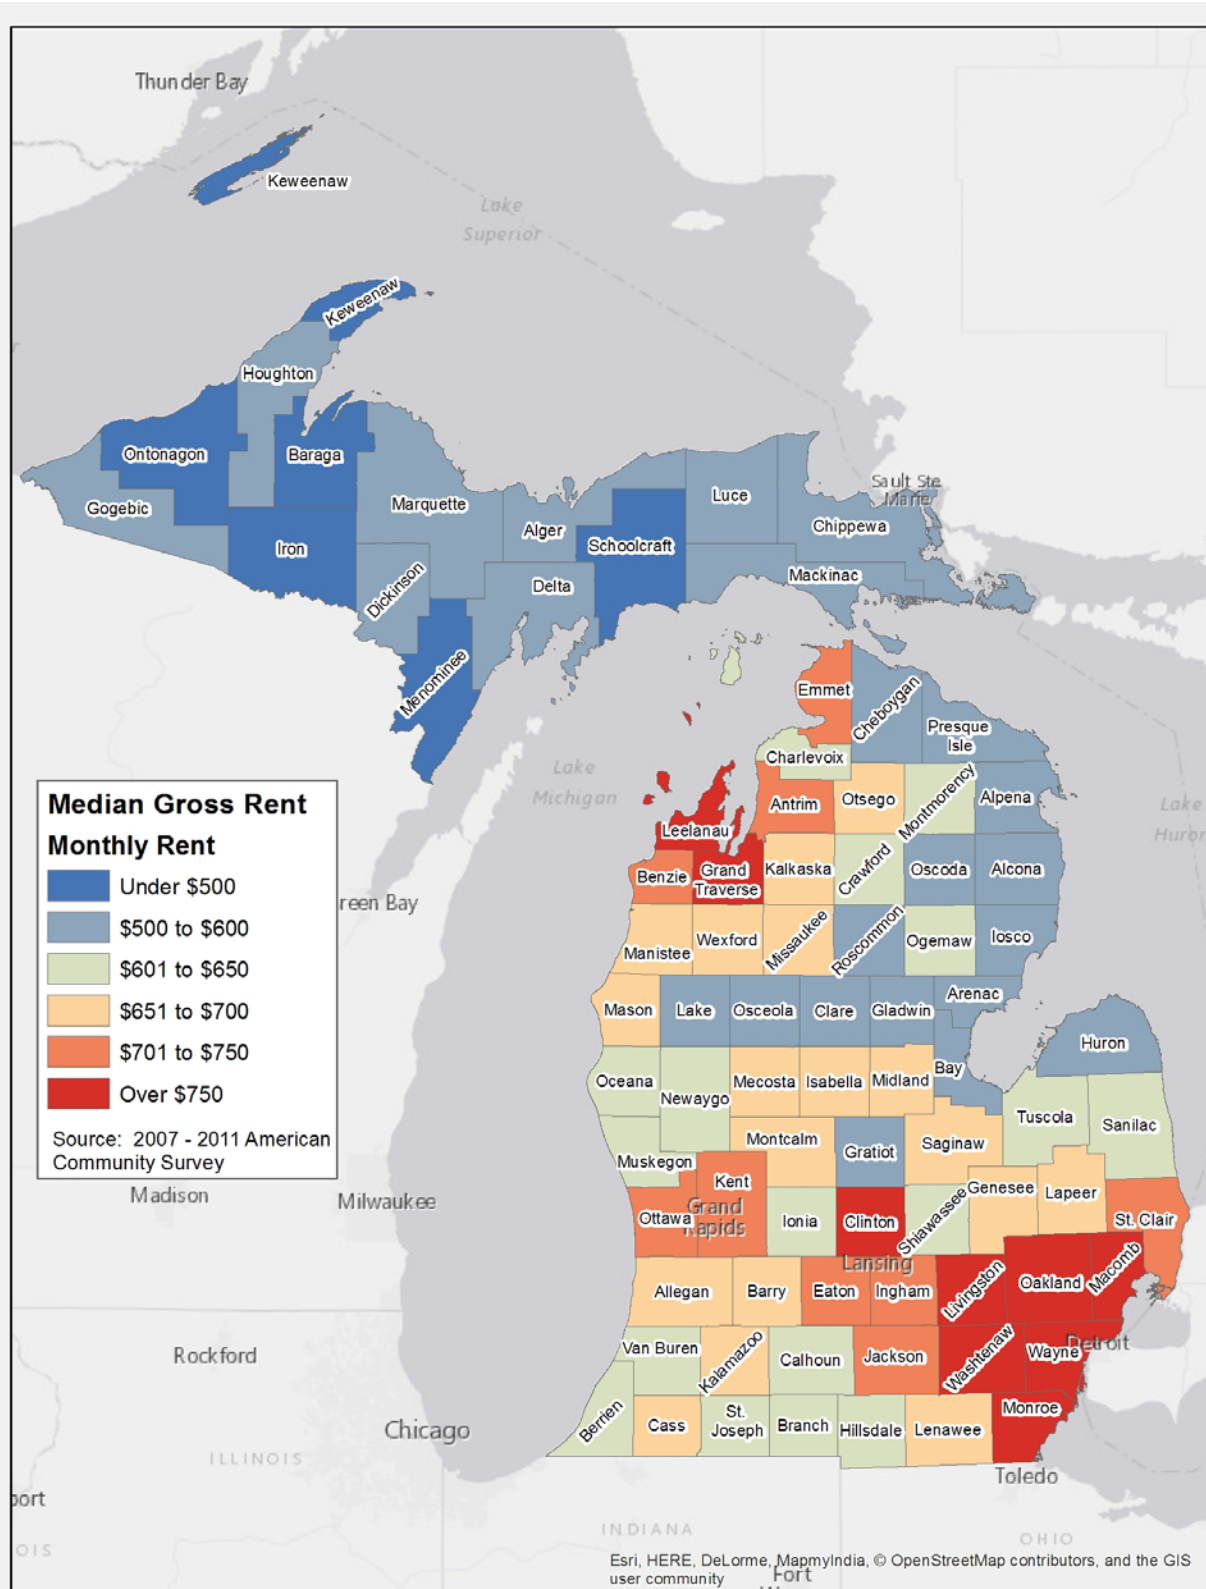 Thunder Bay
Keweenaw
Lake
Superior
Keweenaw
Houghton
Ontonagon
Baraga
Sault Ste
Marie
Gogebic
Marquette
Luce
Alger
Chippewa
Iron
Schoolcraft
Dickinson
Delta
Mackinac
Menominee
Emmet
Cheboygan
Presque
Isle
Charlevoix
Lake
Michigan
Antrim
Otsego
Montmorency
Alpena
Lake
Huron
Leelanau
Benzie
Grand
Traverse
Kalkaska
Crawford
Oscoda
Alcona
Manistee
Wexford
Missaukee
Roscommon
Ogemaw
Iosco
Mason
Lake
Osceola
Clare
Gladwin
Arenac
Huron
Oceana
Newaygo
Mecosta
Isabella
Midland
Bay
Tuscola
Sanilac
Muskegon
Montcalm
Gratiot
Saginaw
Kent
Ottawa
Grand
Rapids
Ionia
Clinton
Shiawassee
Genesee
Lapeer
St. Clair
Lansing
Allegan
Barry
Eaton
Ingham
Livingston
Oakland
Macomb
Van Buren
Kalamazoo
Calhoun
Jackson
Washtenaw
Wayne
Detroit
Berrien
Cass
St.
Joseph
Branch
Hillsdale
Lenawee
Monroe
Toledo
Median Gross Rent
Monthly Rent
Under $500
$500 to $600
$601 to $650
$651 to $700
$701 to $750
Over $750
Source: 2007 - 2011 American
Community Survey
reen Bay
Madison
Milwaukee
Rockford
Chicago
ILLINOIS
port
OIS
INDIANA
OHIO
Esri, HERE, DeLorme, MapmyIndia, © OpenStreetMap contributors, and the GIS
user community
Fort